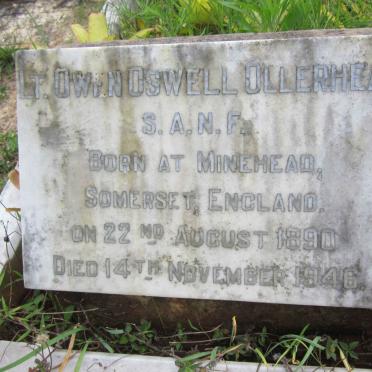 LT OWEN OSWELL OLLERHEA
S.A.N.F.
BORN AT MINEHEAD,
SOMERSET, ENGLAND.
ON 22ND AUGUST 1890
DIED 14TH NOVEMBER 1946.